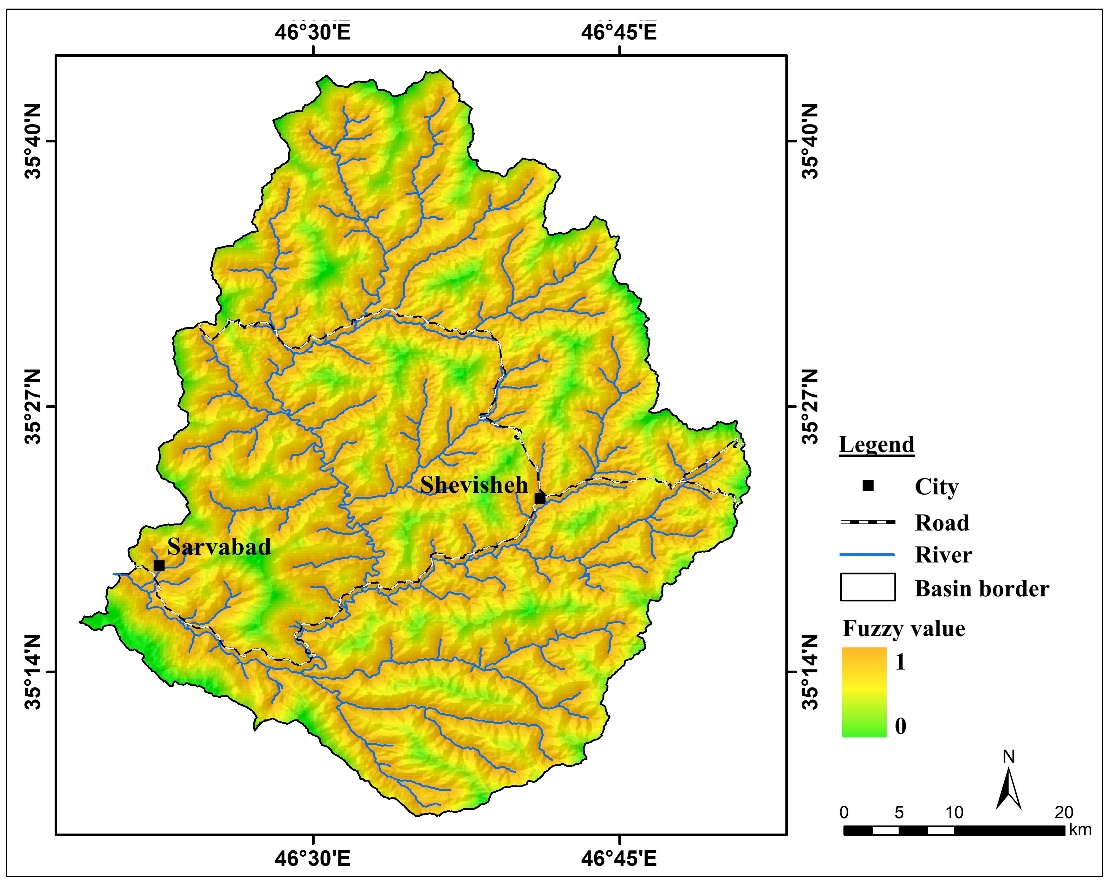 46°30'E
46°45'E
35°40'N
35°40'N
35°27'N
35°27'N
35°14'N
35°14'N
Shevisheh
Sarvabad
46°30'E
46°45'E
Legend
City
Road
River
Basin border
Fuzzy value
1
0
N
0 5 10 20
km